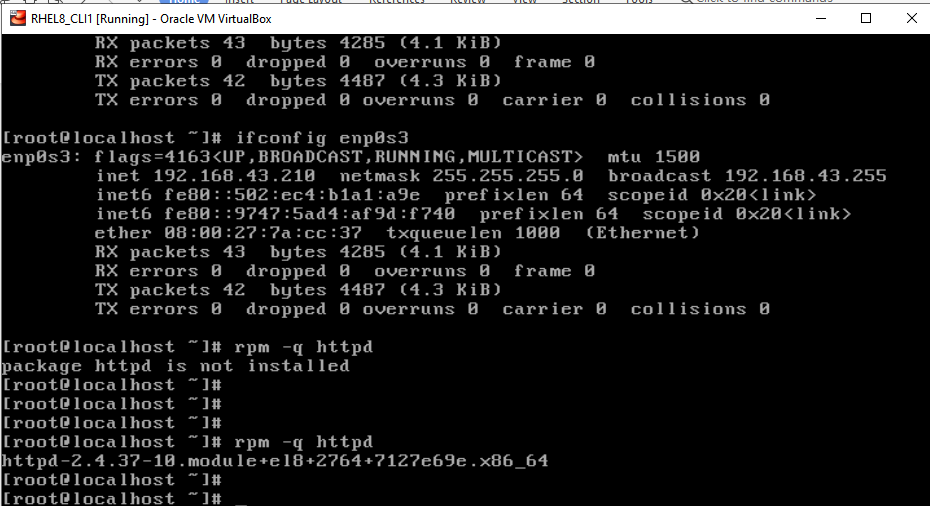 RHEL8_CLI1 [Running] - Oracle VM VirtualBox
RX packets 43  bytes 4285 (4.1 KiB)
RX errors 0  dropped 0  overruns 0  frame 0
TX packets 42  bytes 4487 (4.3 KiB)
TX errors 0  dropped 0 overruns 0  carrier 0  collisions 0
[root@localhost ~]# ifconfig enp0s3
enp0s3: flags=4163<UP,BROADCAST,RUNNING,MULTICAST>  mtu 1500
inet 192.168.43.210  netmask 255.255.255.0  broadcast 192.168.43.255
inet6 fe80::502:ec4:b1a1:a9e  prefixlen 64  scopeid 0x20<link>
inet6 fe80::9747:5ad4:af9d:f740  prefixlen 64  scopeid 0x20<link>
ether 08:00:27:7a:cc:37  txqueuelen 1000  (Ethernet)
RX packets 43  bytes 4285 (4.1 KiB)
RX errors 0  dropped 0  overruns 0  frame 0
TX packets 42  bytes 4487 (4.3 KiB)
TX errors 0  dropped 0 overruns 0  carrier 0  collisions 0
[root@localhost ~]# rpm -q httpd
package httpd is not installed
[root@localhost ~]#
[root@localhost ~]#
[root@localhost ~]#
[root@localhost ~]# rpm -q httpd
httpd-2.4.37-10.module+el8+2764+7127e69e.x86_64
[root@localhost ~]#
[root@localhost ~]# _